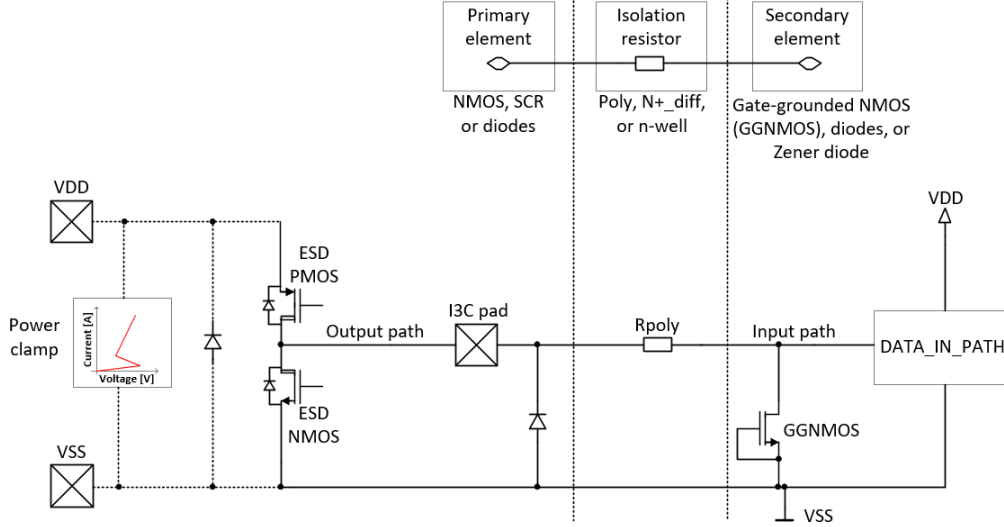 Primary
element
Isolation
resistor
Secondary
element
NMOS, SCR
or diodes
Poly, N+_diff,
or n-well
Gate-grounded NMOS
(GGNMOS), diodes, or
Zener diode
VDD
VDD
ESD
PMOS
I3C pad
Power
clamp
Current [A]
Voltage [V]
Output path
Rpoly
Input path
DATA_IN_PATH
ESD
NMOS
GGNMOS
VSS
VSS